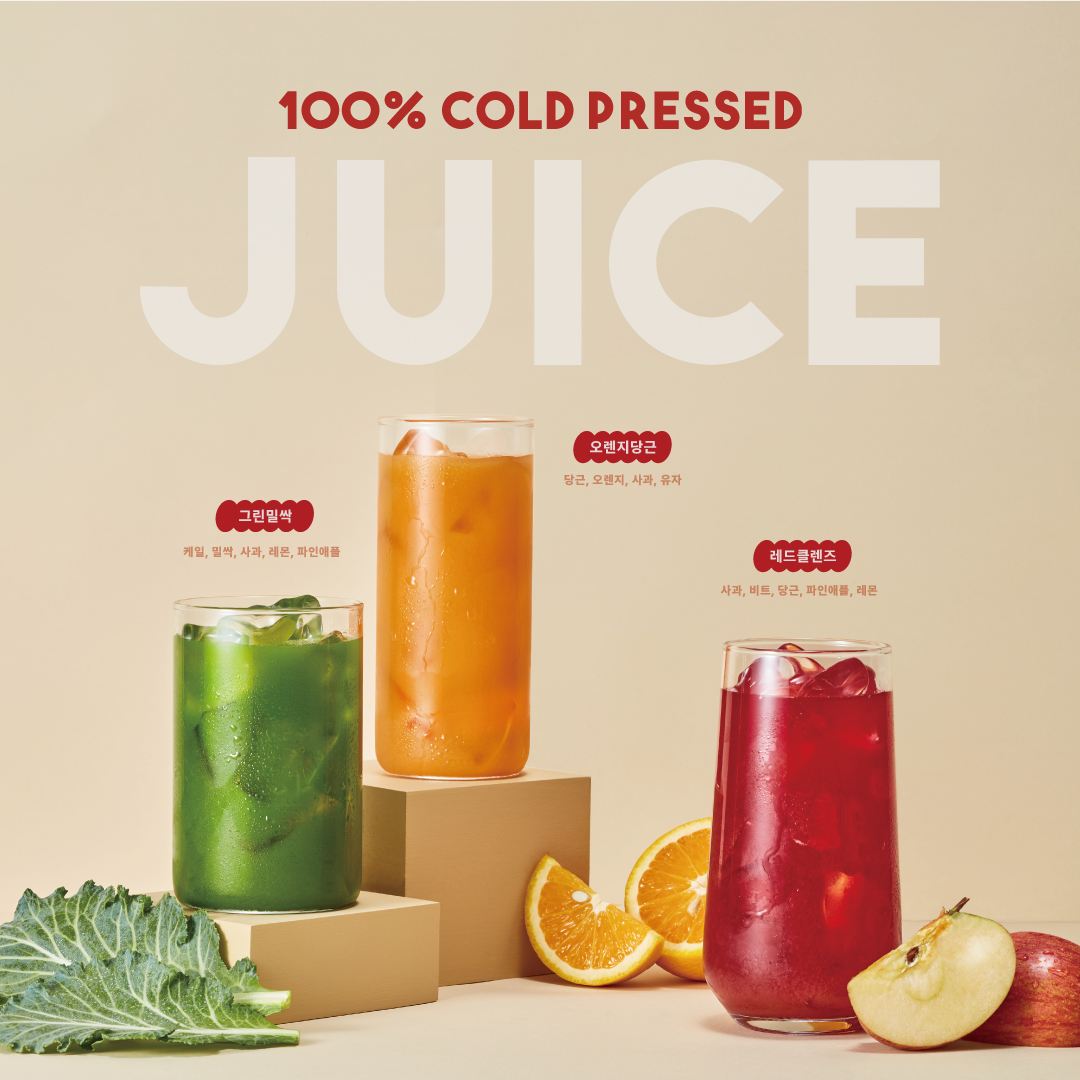 100% COLD PRESSED
JUICE
오렌지당근
당근, 오렌지, 사과, 유자
그린밀싹
케일, 밀싹, 사과, 레몬, 파인애플
레드클렌즈
사과, 비트, 당근, 파인애플, 레몬